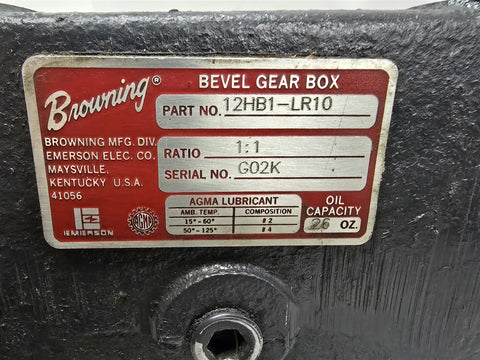 Browning®
BEVEL GEAR BOX
PART NO. 12HB1-LR10
BROWNING MFG. DIV.
EMERSON ELEC. CO.
MAYSVILLE,
KENTUCKY U.S.A.
41056
RATIO 1:1
SERIAL NO. G02K
EMERSON
AGMA
AGMA LUBRICANT
AMB. TEMP. COMPOSITION
15°-60° #2
50°-125° #4
OIL
CAPACITY
26 OZ.